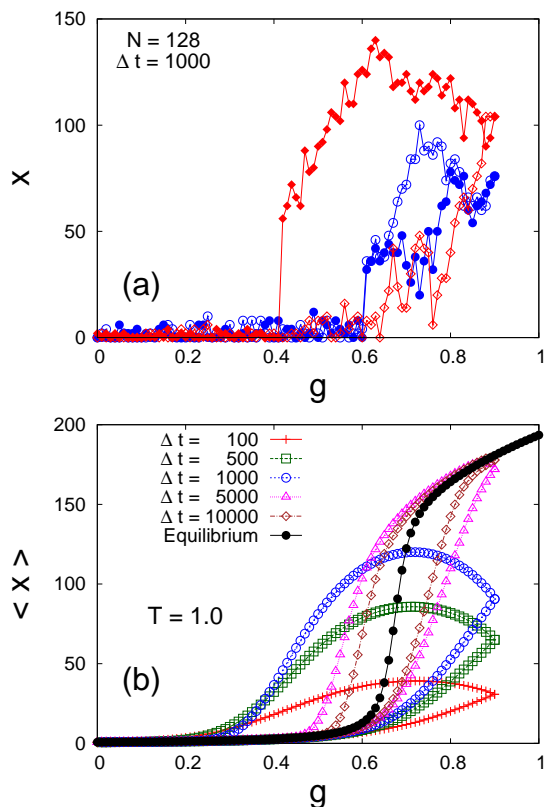 N = 128
Δ t = 1000
150
100
50
0
x
(a)
0 0.2 0.4 0.6 0.8 1
g
200
150
100
50
0
< x >
Δ t = 100
Δ t = 500
Δ t = 1000
Δ t = 5000
Δ t = 10000
Equilibrium
T = 1.0
(b)
0 0.2 0.4 0.6 0.8 1
g